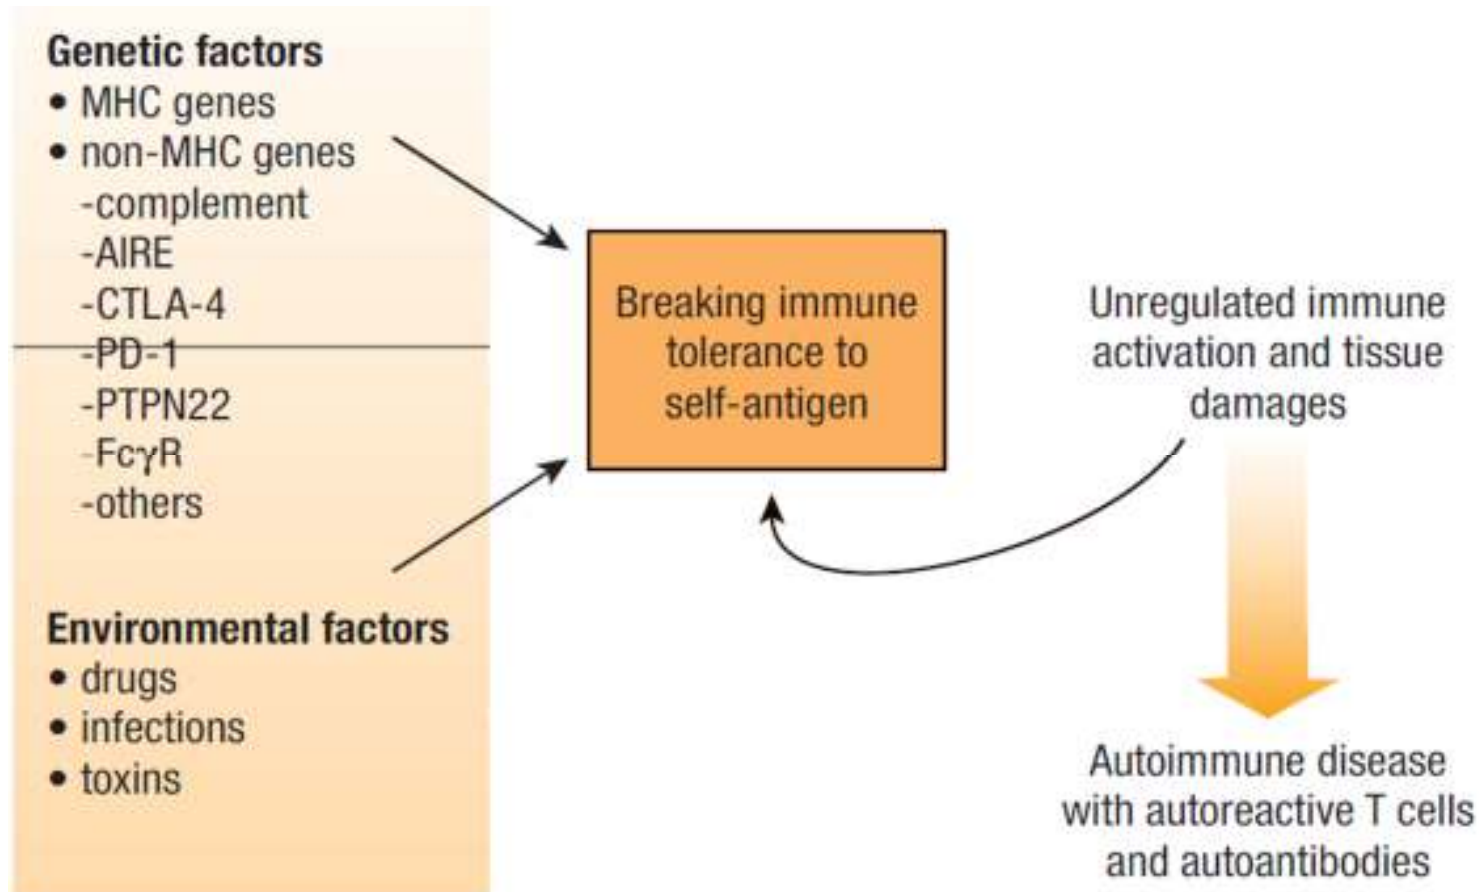 Genetic factors
• MHC genes
• non-MHC genes
-complement
-AIRE
-CTLA-4
-PD-1
-PTPN22
-FcγR
-others
Environmental factors
• drugs
• infections
• toxins
Breaking immune
tolerance to
self-antigen
Unregulated immune
activation and tissue
damages
Autoimmune disease
with autoreactive T cells
and autoantibodies